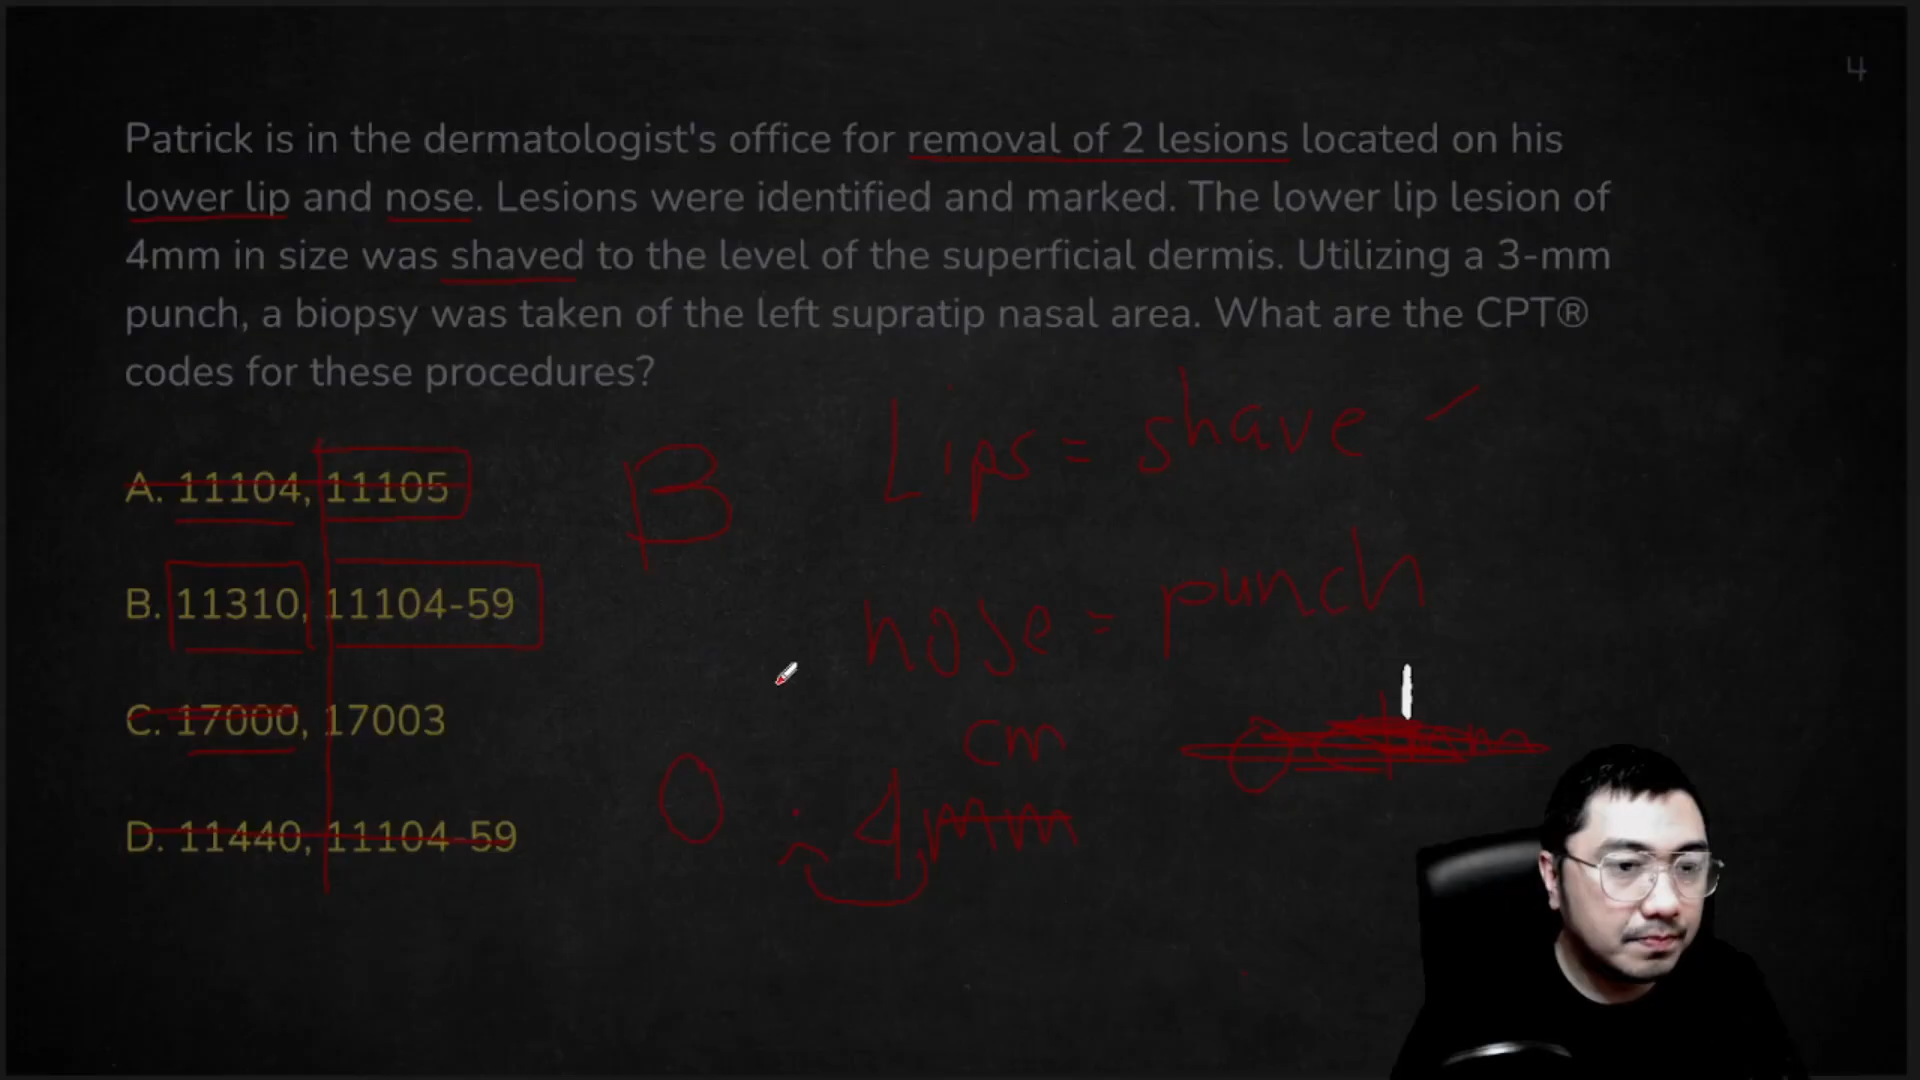 4
Patrick is in the dermatologist's office for removal of 2 lesions located on his
lower lip and nose. Lesions were identified and marked. The lower lip lesion of
4mm in size was shaved to the level of the superficial dermis. Utilizing a 3-mm
punch, a biopsy was taken of the left supratip nasal area. What are the CPT®
codes for these procedures?
Lips = shave
A. 11104, 11105
B
B. 11310, 11104-59
nose = punch
C. 17000, 17003
cm
0.4mm
D. 11440, 11104-59